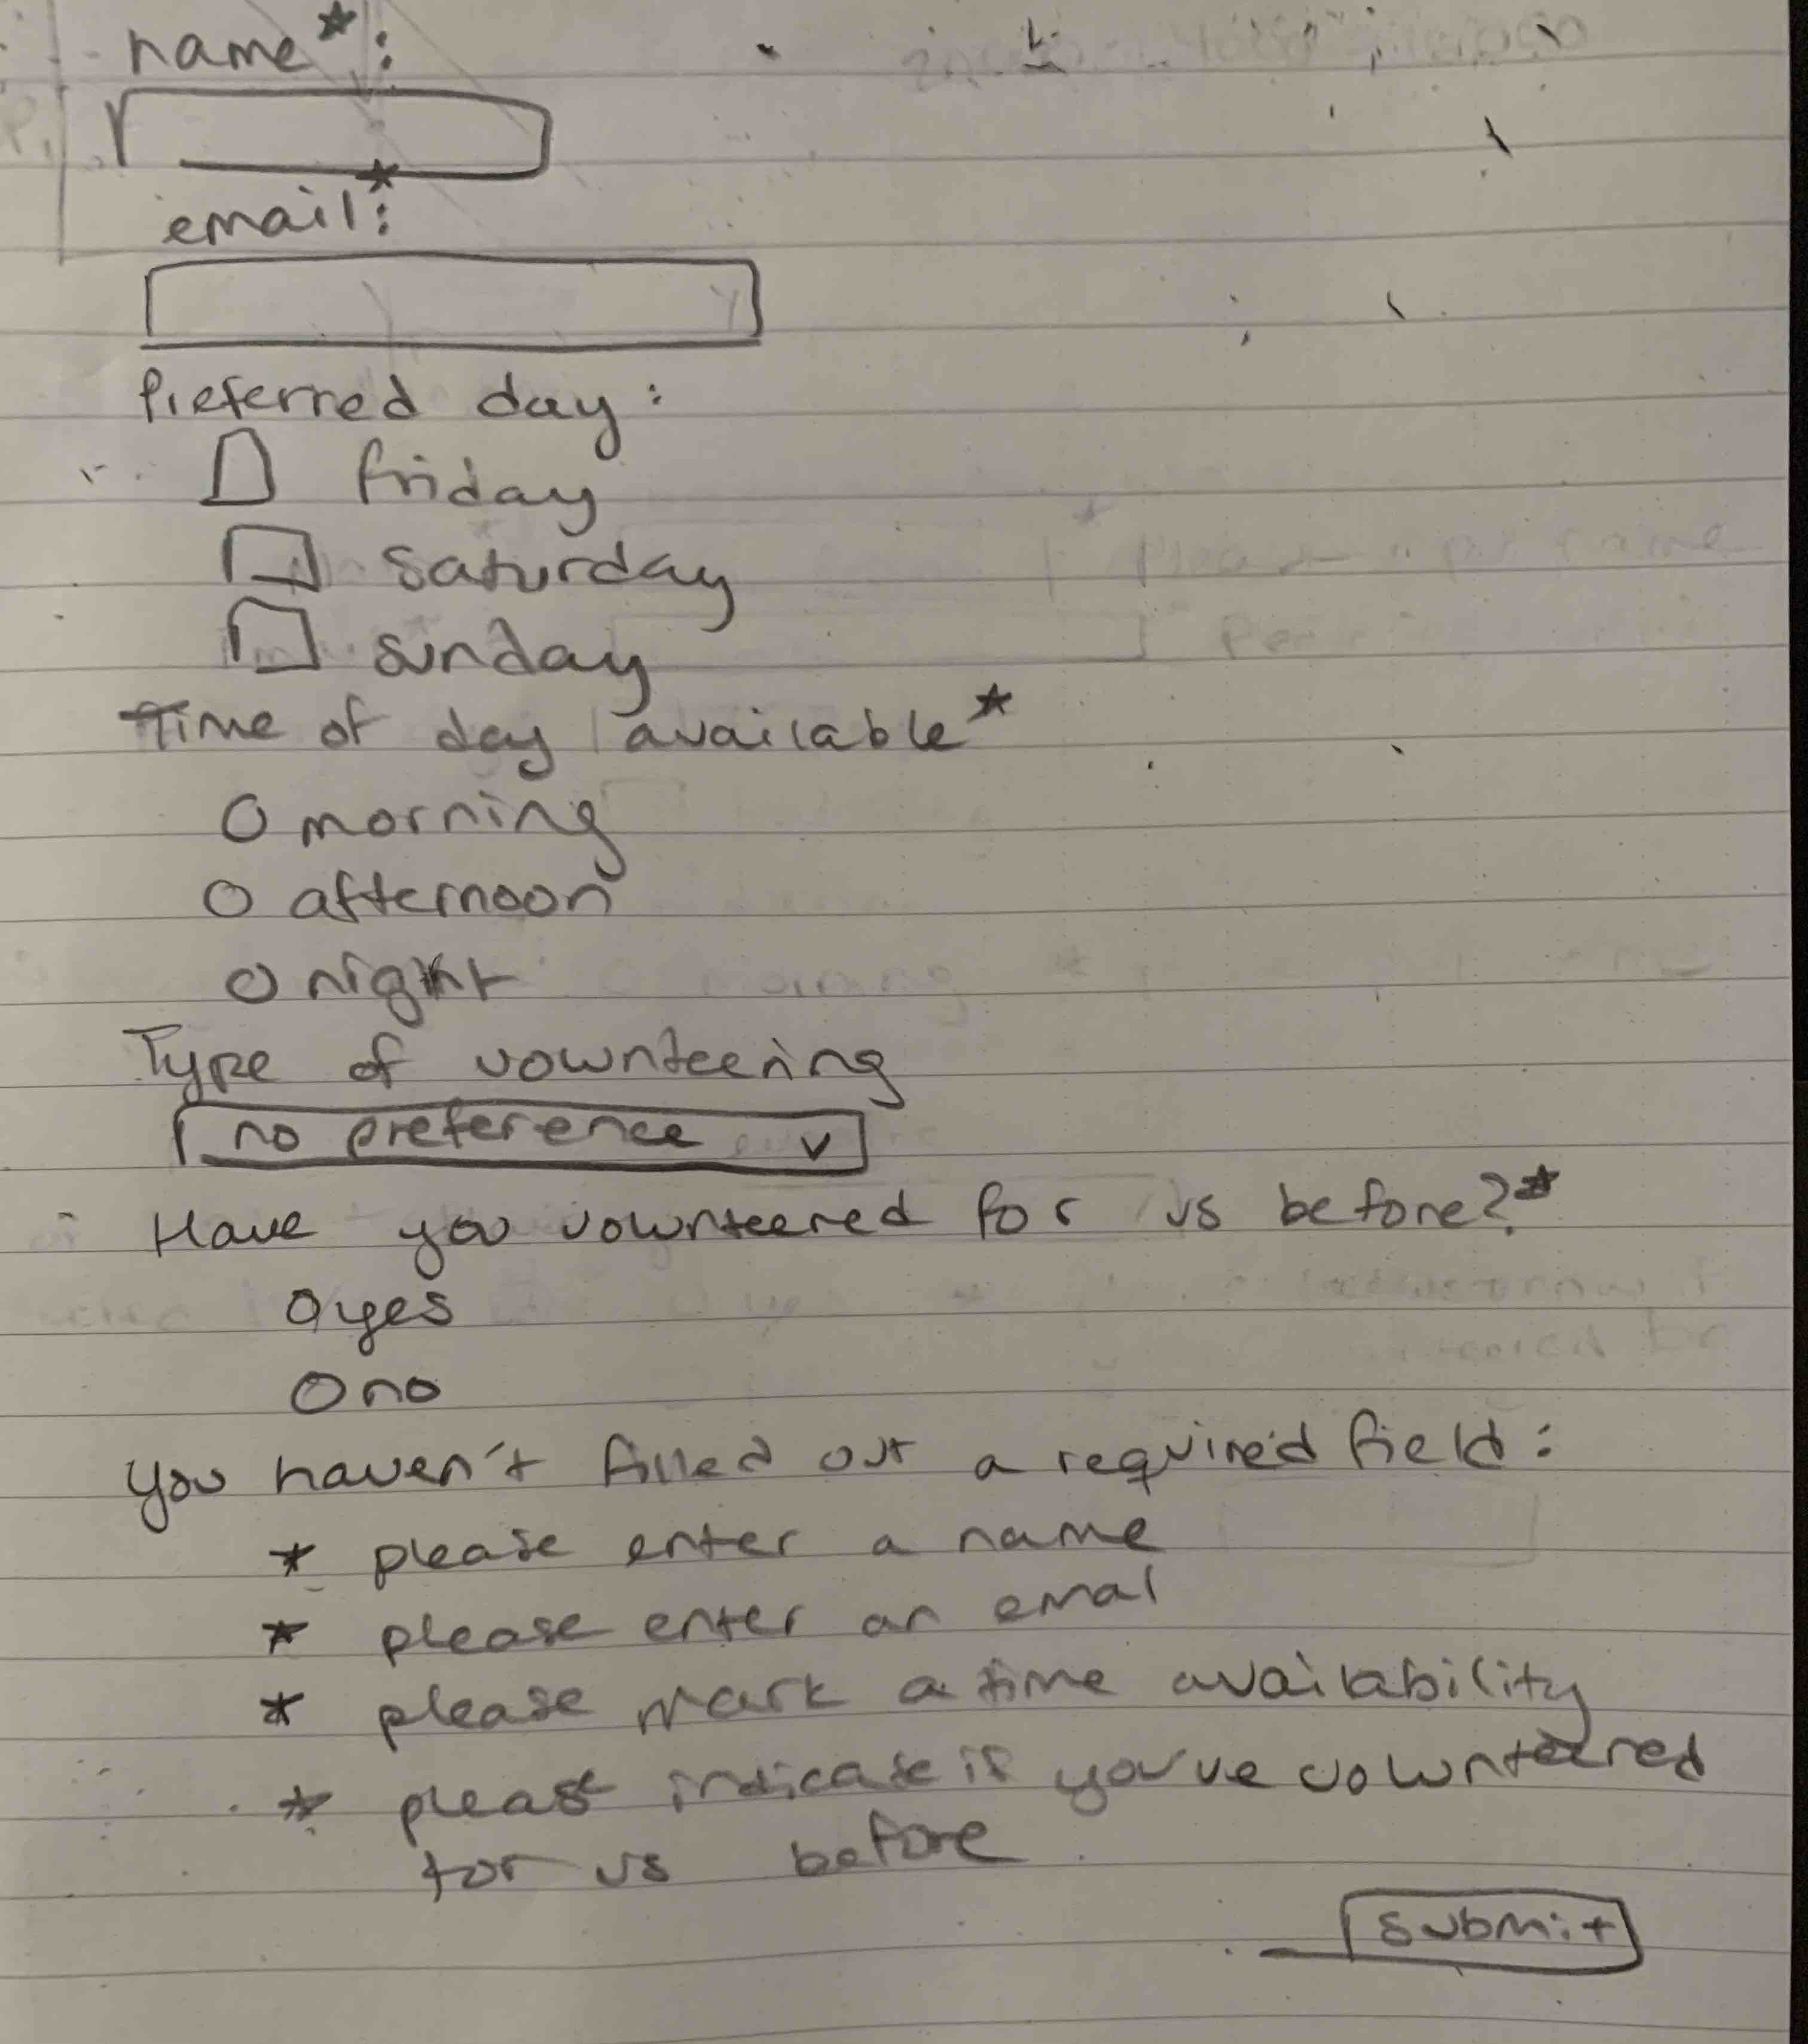 name*:
email*:
Preferred day:
friday
saturday
sunday
Time of day available*
morning
afternoon
night
Type of volunteering
no preference v
Have you volunteered for us before?*
yes
no
you haven't filled out a required field:
* please enter a name
* please enter an emal
* please mark a time availability
* please indicate if you've volunteered
for us before
submit